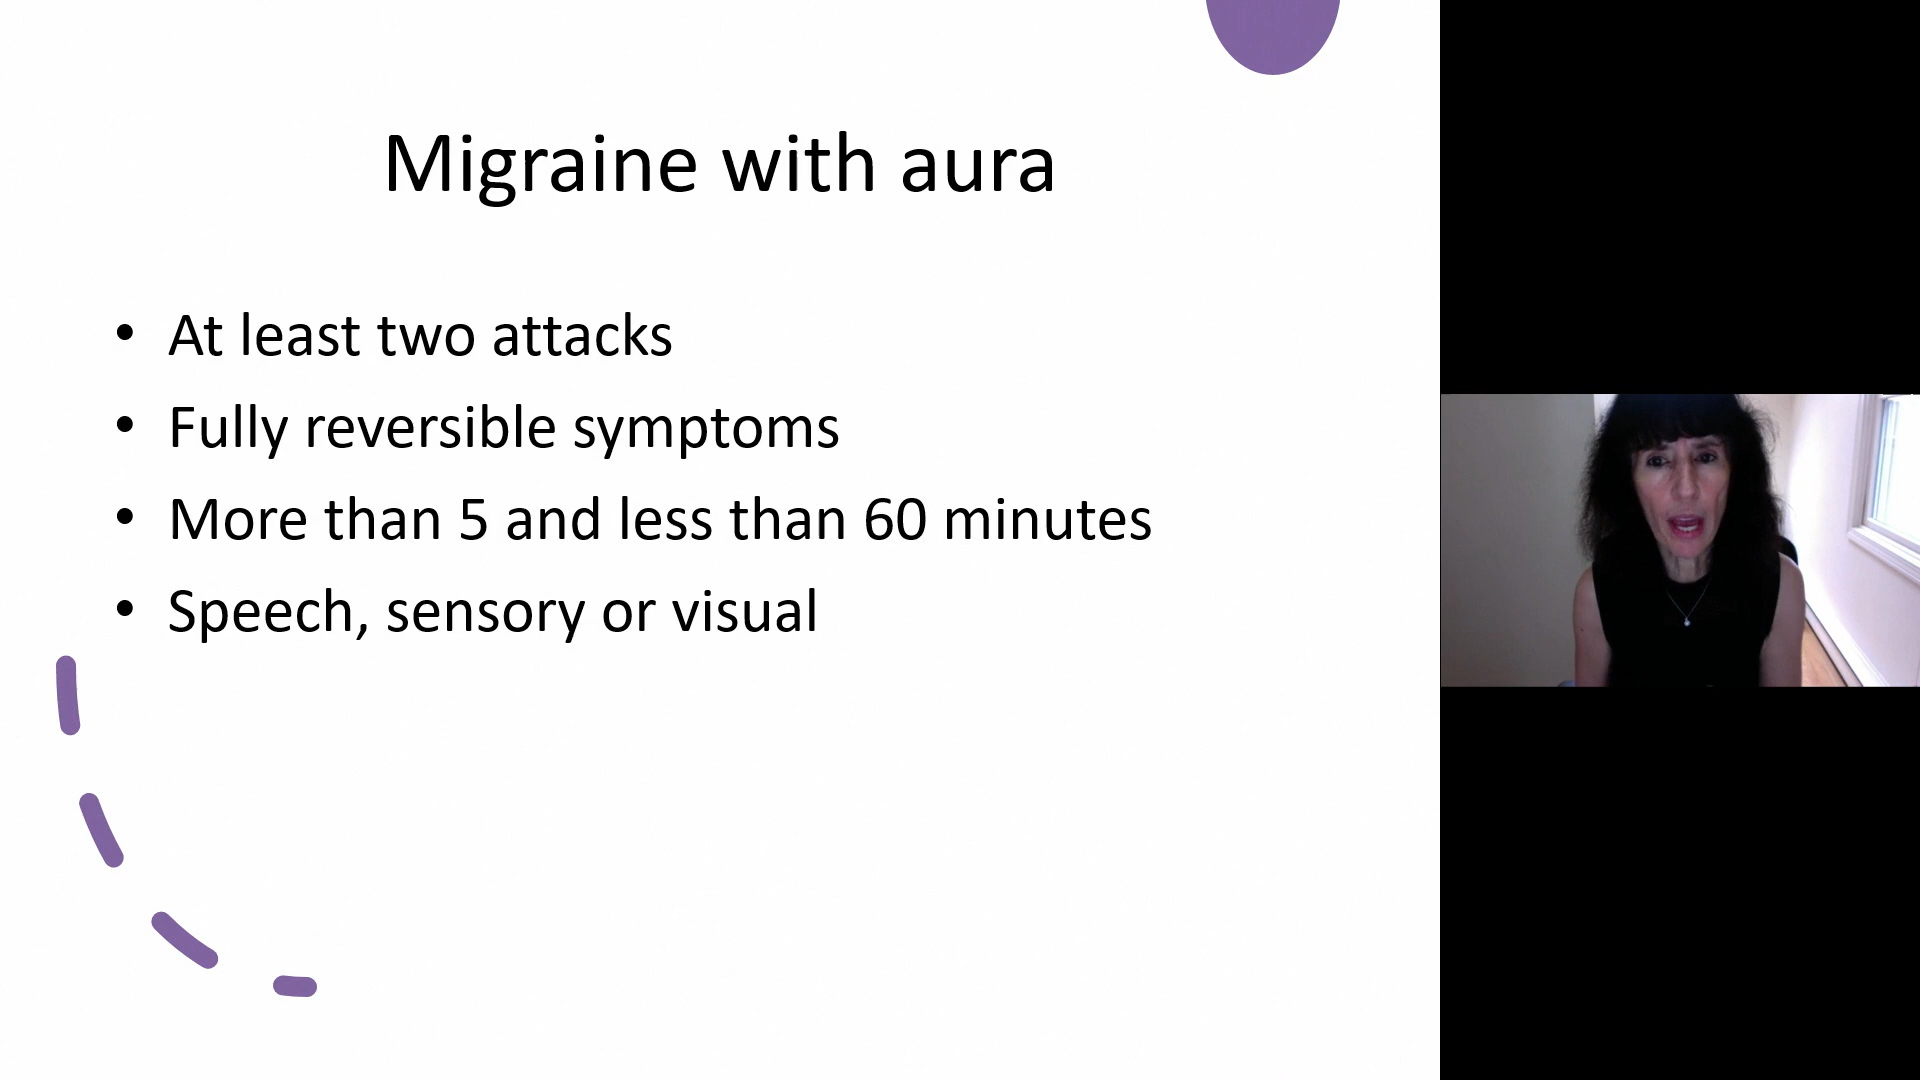 Migraine with aura
• At least two attacks
• Fully reversible symptoms
• More than 5 and less than 60 minutes
• Speech, sensory or visual